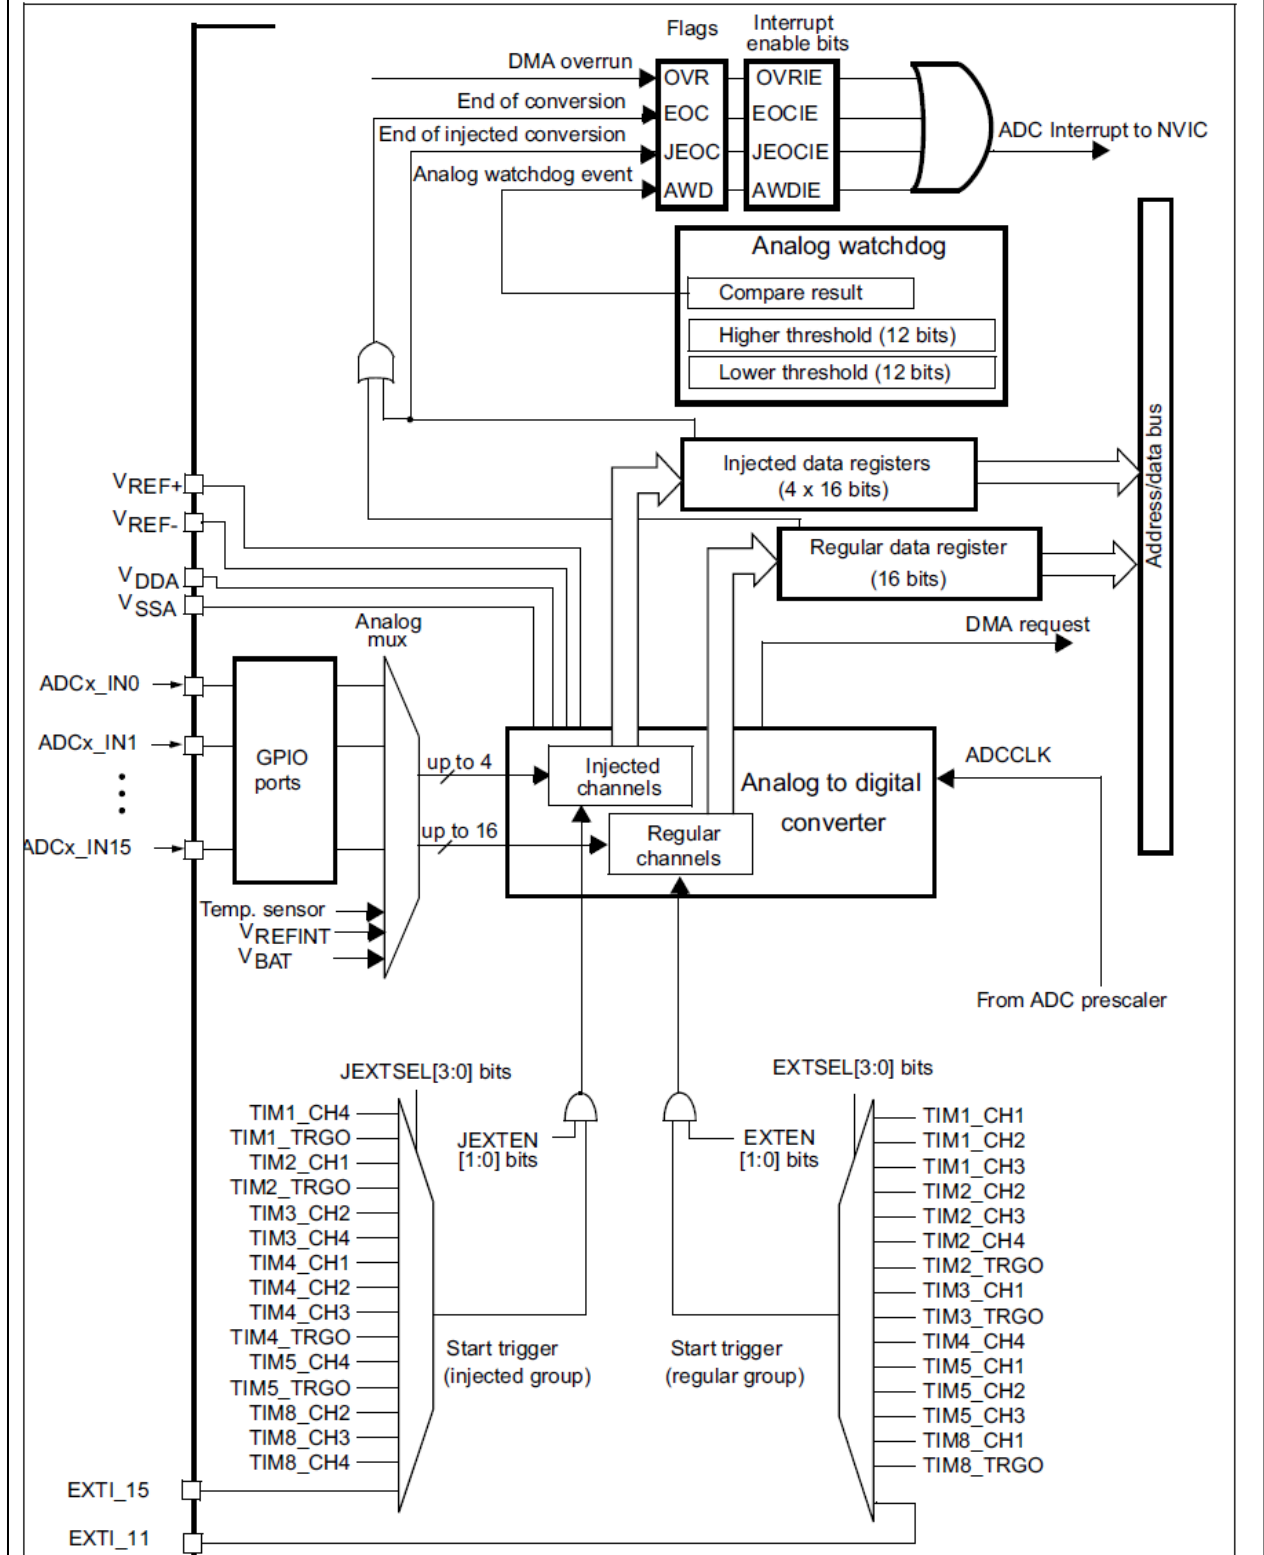 Flags
Interrupt
enable bits
DMA overrun
OVR
OVRIE
End of conversion
EOC
EOCIE
End of injected conversion
JEOC
JEOCIE
ADC Interrupt to NVIC
Analog watchdog event
AWD
AWDIE
Analog watchdog
Compare result
Higher threshold (12 bits)
Lower threshold (12 bits)
Address/data bus
Injected data registers
(4 x 16 bits)
Regular data register
(16 bits)
DMA request
VREF+
VREF-
VDDA
VSSA
Analog
mux
ADCx_IN0
ADCx_IN1
ADCx_IN15
GPIO
ports
up to 4
up to 16
Injected
channels
Regular
channels
Analog to digital
converter
ADCCLK
Temp. sensor
VREFINT
VBAT
From ADC prescaler
JEXTSEL[3:0] bits
EXTSEL[3:0] bits
TIM1_CH4
TIM1_TRGO
TIM2_CH1
TIM2_TRGO
TIM3_CH2
TIM3_CH4
TIM4_CH1
TIM4_CH2
TIM4_CH3
TIM4_TRGO
TIM5_CH4
TIM5_TRGO
TIM8_CH2
TIM8_CH3
TIM8_CH4
JEXTEN
[1:0] bits
EXTEN
[1:0] bits
Start trigger
(injected group)
Start trigger
(regular group)
TIM1_CH1
TIM1_CH2
TIM1_CH3
TIM2_CH2
TIM2_CH3
TIM2_CH4
TIM2_TRGO
TIM3_CH1
TIM3_TRGO
TIM4_CH4
TIM5_CH1
TIM5_CH2
TIM5_CH3
TIM8_CH1
TIM8_TRGO
EXTI_15
EXTI_11